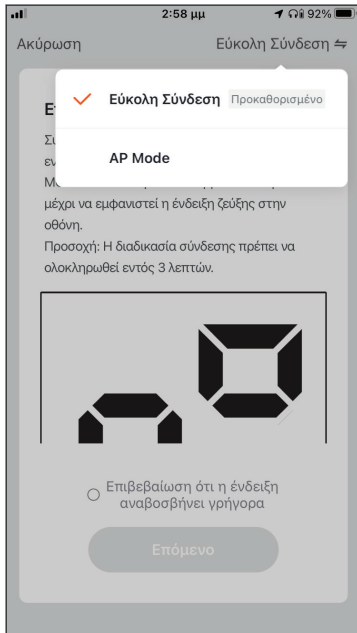 2:58 μμ
92%
Ακύρωση
Εύκολη Σύνδεση
Εύκολη Σύνδεση Προκαθορισμένο
AP Mode
μέχρι να εμφανιστεί η ένδειξη ζεύξης στην
οθόνη.
Προσοχή: Η διαδικασία σύνδεσης πρέπει να
ολοκληρωθεί εντός 3 λεπτών.
Επιβεβαίωση ότι η ένδειξη
αναβοσβήνει γρήγορα
Επόμενο